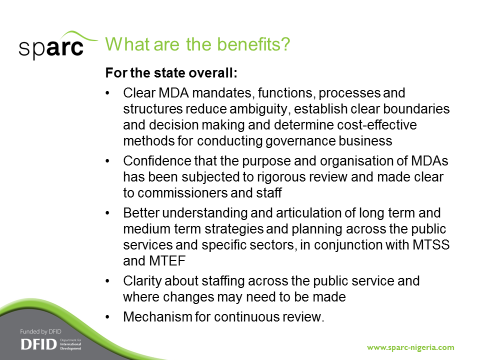 sparc
What are the benefits?
For the state overall:
• Clear MDA mandates, functions, processes and
structures reduce ambiguity, establish clear boundaries
and decision making and determine cost-effective
methods for conducting governance business
• Confidence that the purpose and organisation of MDAs
has been subjected to rigorous review and made clear
to commissioners and staff
• Better understanding and articulation of long term and
medium term strategies and planning across the public
services and specific sectors, in conjunction with MTSS
and MTEF
• Clarity about staffing across the public service and
where changes may need to be made
• Mechanism for continuous review.
Funded by DFID
DFID Department for
International
Development
www.sparc-nigeria.com